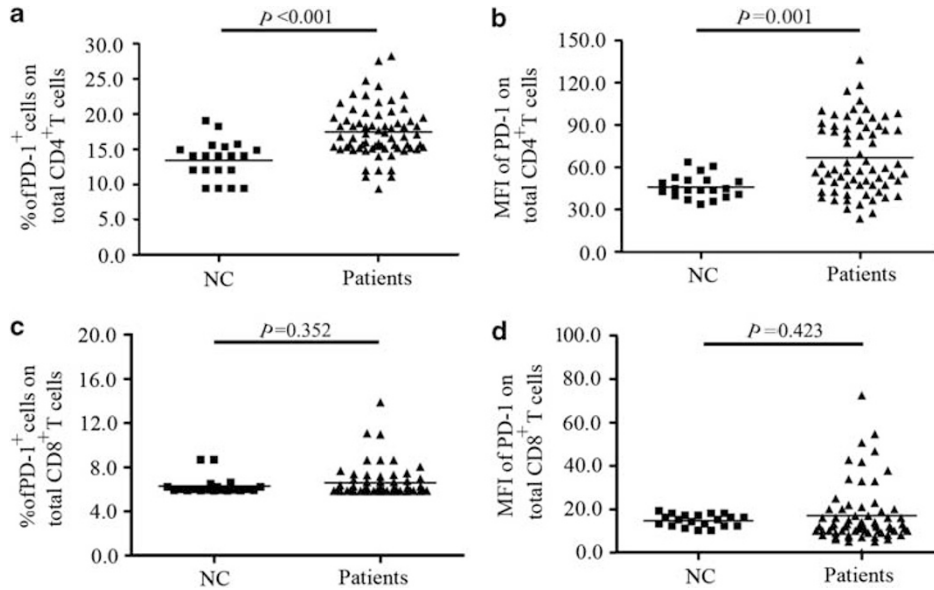 a
P <0.001
% of PD-1+ cells on
total CD4+T cells
30.0
25.0
20.0
15.0
10.0
5.0
0.0
NC
Patients
b
P=0.001
MFI of PD-1 on
total CD4+T cells
150.0
120.0
90.0
60.0
30.0
0.0
NC
Patients
c
P=0.352
%ofPD-1+cells on
total CD8+T cells
20.0
16.0
12.0
8.0
4.0
0.0
NC
Patients
d
P=0.423
MFI of PD-1 on
total CD8+T cells
100.0
80.0
60.0
40.0
20.0
0.0
NC
Patients